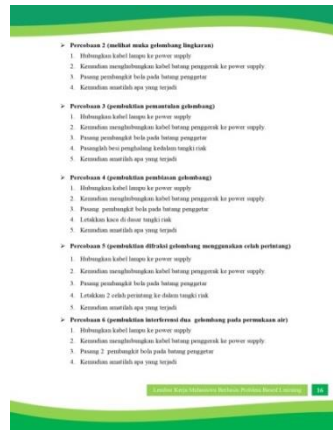 ➢ Percobaan 2 (melihat muka gelombang lingkaran)
1. Hubungkan kabel lampu ke power supply
2. Kemudian menghubungkan kabel batang penggerak ke power supply
3. Pasang pembangkit bola pada batang penggetar
4. Kemudian amatilah apa yang terjadi
➢ Percobaan 3 (pembuktian pemantulan gelombang)
1. Hubungkan kabel lampu ke power supply
2. Kemudian menghubungkan kabel batang penggerak ke power supply.
3. Pasang pembangkit bola pada batang penggetar
4. Pasanglah besi penghalang kedalam tangki riak
5. Kemudian amatilah apa yang terjadi
➢ Percobaan 4 (pembuktian pembiasan gelombang)
1. Hubungkan kabel lampu ke power supply
2. Kemudian menghubungkan kabel batang penggerak ke power supply.
3. Pasang pembangkit bola pada batang penggetar
4. Letakkan kaca di dasar tangki riak
5. Kemudian amatilah apa yang terjadi
➢ Percobaan 5 (pembuktian difraksi gelombang menggunakan celah perintang)
1. Hubungkan kabel lampu ke power supply
2. Kemudian menghubungkan kabel batang penggerak ke power supply.
3. Pasang pembangkit bola pada batang penggetar
4. Letakkan 2 celah perintang ke dalam tangki riak
5. Kemudian amatilah apa yang terjadi
➢ Percobaan 6 (pembuktian interferensi dua gelombang pada permukaan air)
1. Hubungkan kabel lampu ke power supply
2. Kemudian menghubungkan kabel batang penggerak ke power supply
3. Pasang 2 pembangkit bola pada batang penggetar
4. Kemudian amatilah apa yang terjadi
Lembar Kerja Mahasiswa Berbasis Problem Based Learning 16